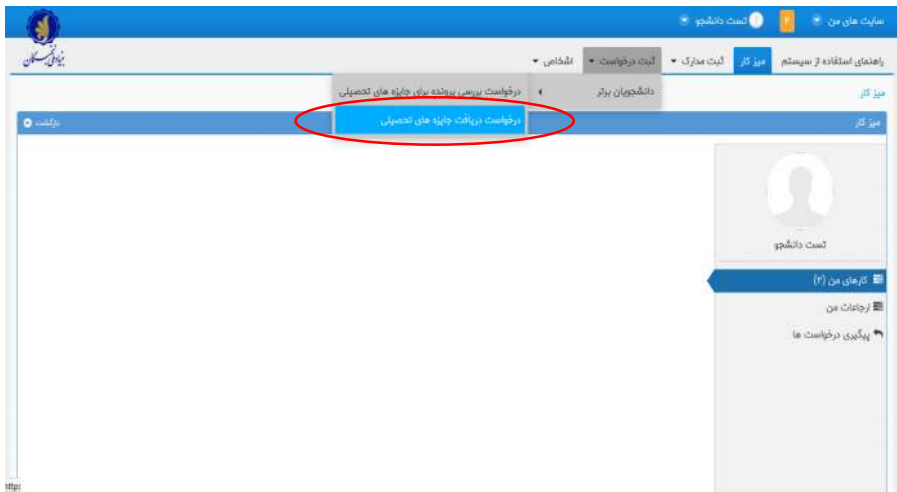 سایت های من ۲ تست دانشجو
بنیاد ملی نخبگان
راهنمای استفاده از سیستم میز کار ثبت مدارک ثبت درخواست اشخاص
دانشجویان برتر درخواست بررسی پرونده برای جایزه های تحصیلی
درخواست دریافت جایزه های تحصیلی
میز کار
میز کار بازگشت
تست دانشجو
کارهای من (۲)
ارجاعات من
پیگیری درخواست ها
http: